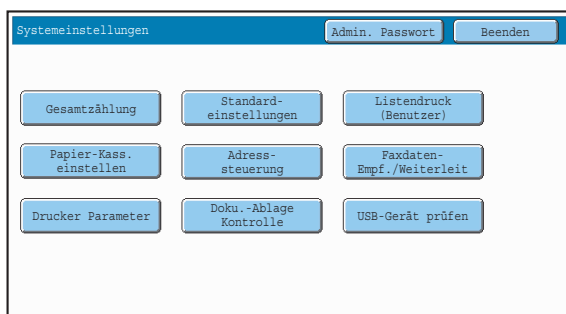 Systemeinstellungen
Admin. Passwort
Beenden
Gesamtzählung
Standard-
einstellungen
Listendruck
(Benutzer)
Papier-Kass.
einstellen
Adress-
steuerung
Faxdaten-
Empf./Weiterleit
Drucker Parameter
Doku.-Ablage
Kontrolle
USB-Gerät prüfen